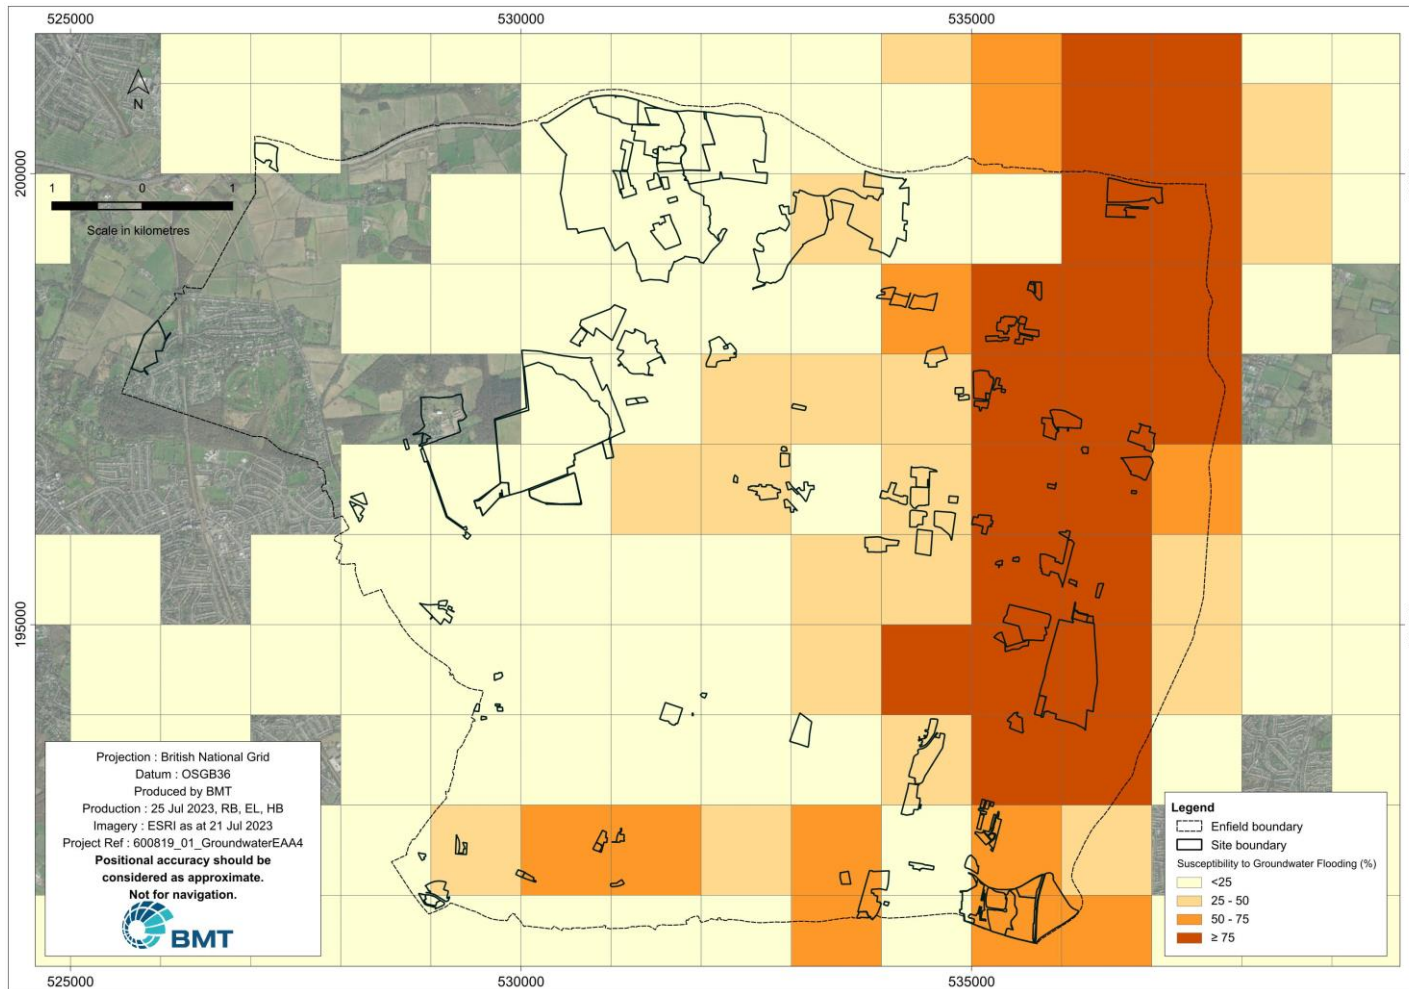 525000
530000
535000
N
200000
1 0 1
Scale in kilometres
195000
Projection : British National Grid
Datum : OSGB36
Produced by BMT
Production : 25 Jul 2023, RB, EL, HB
Imagery : ESRI as at 21 Jul 2023
Project Ref : 600819_01_GroundwaterEAA4
Positional accuracy should be
considered as approximate.
Not for navigation.
BMT
Legend
Enfield boundary
Site boundary
Susceptibility to Groundwater Flooding (%)
<25
25 - 50
50 - 75
≥ 75
525000
530000
535000